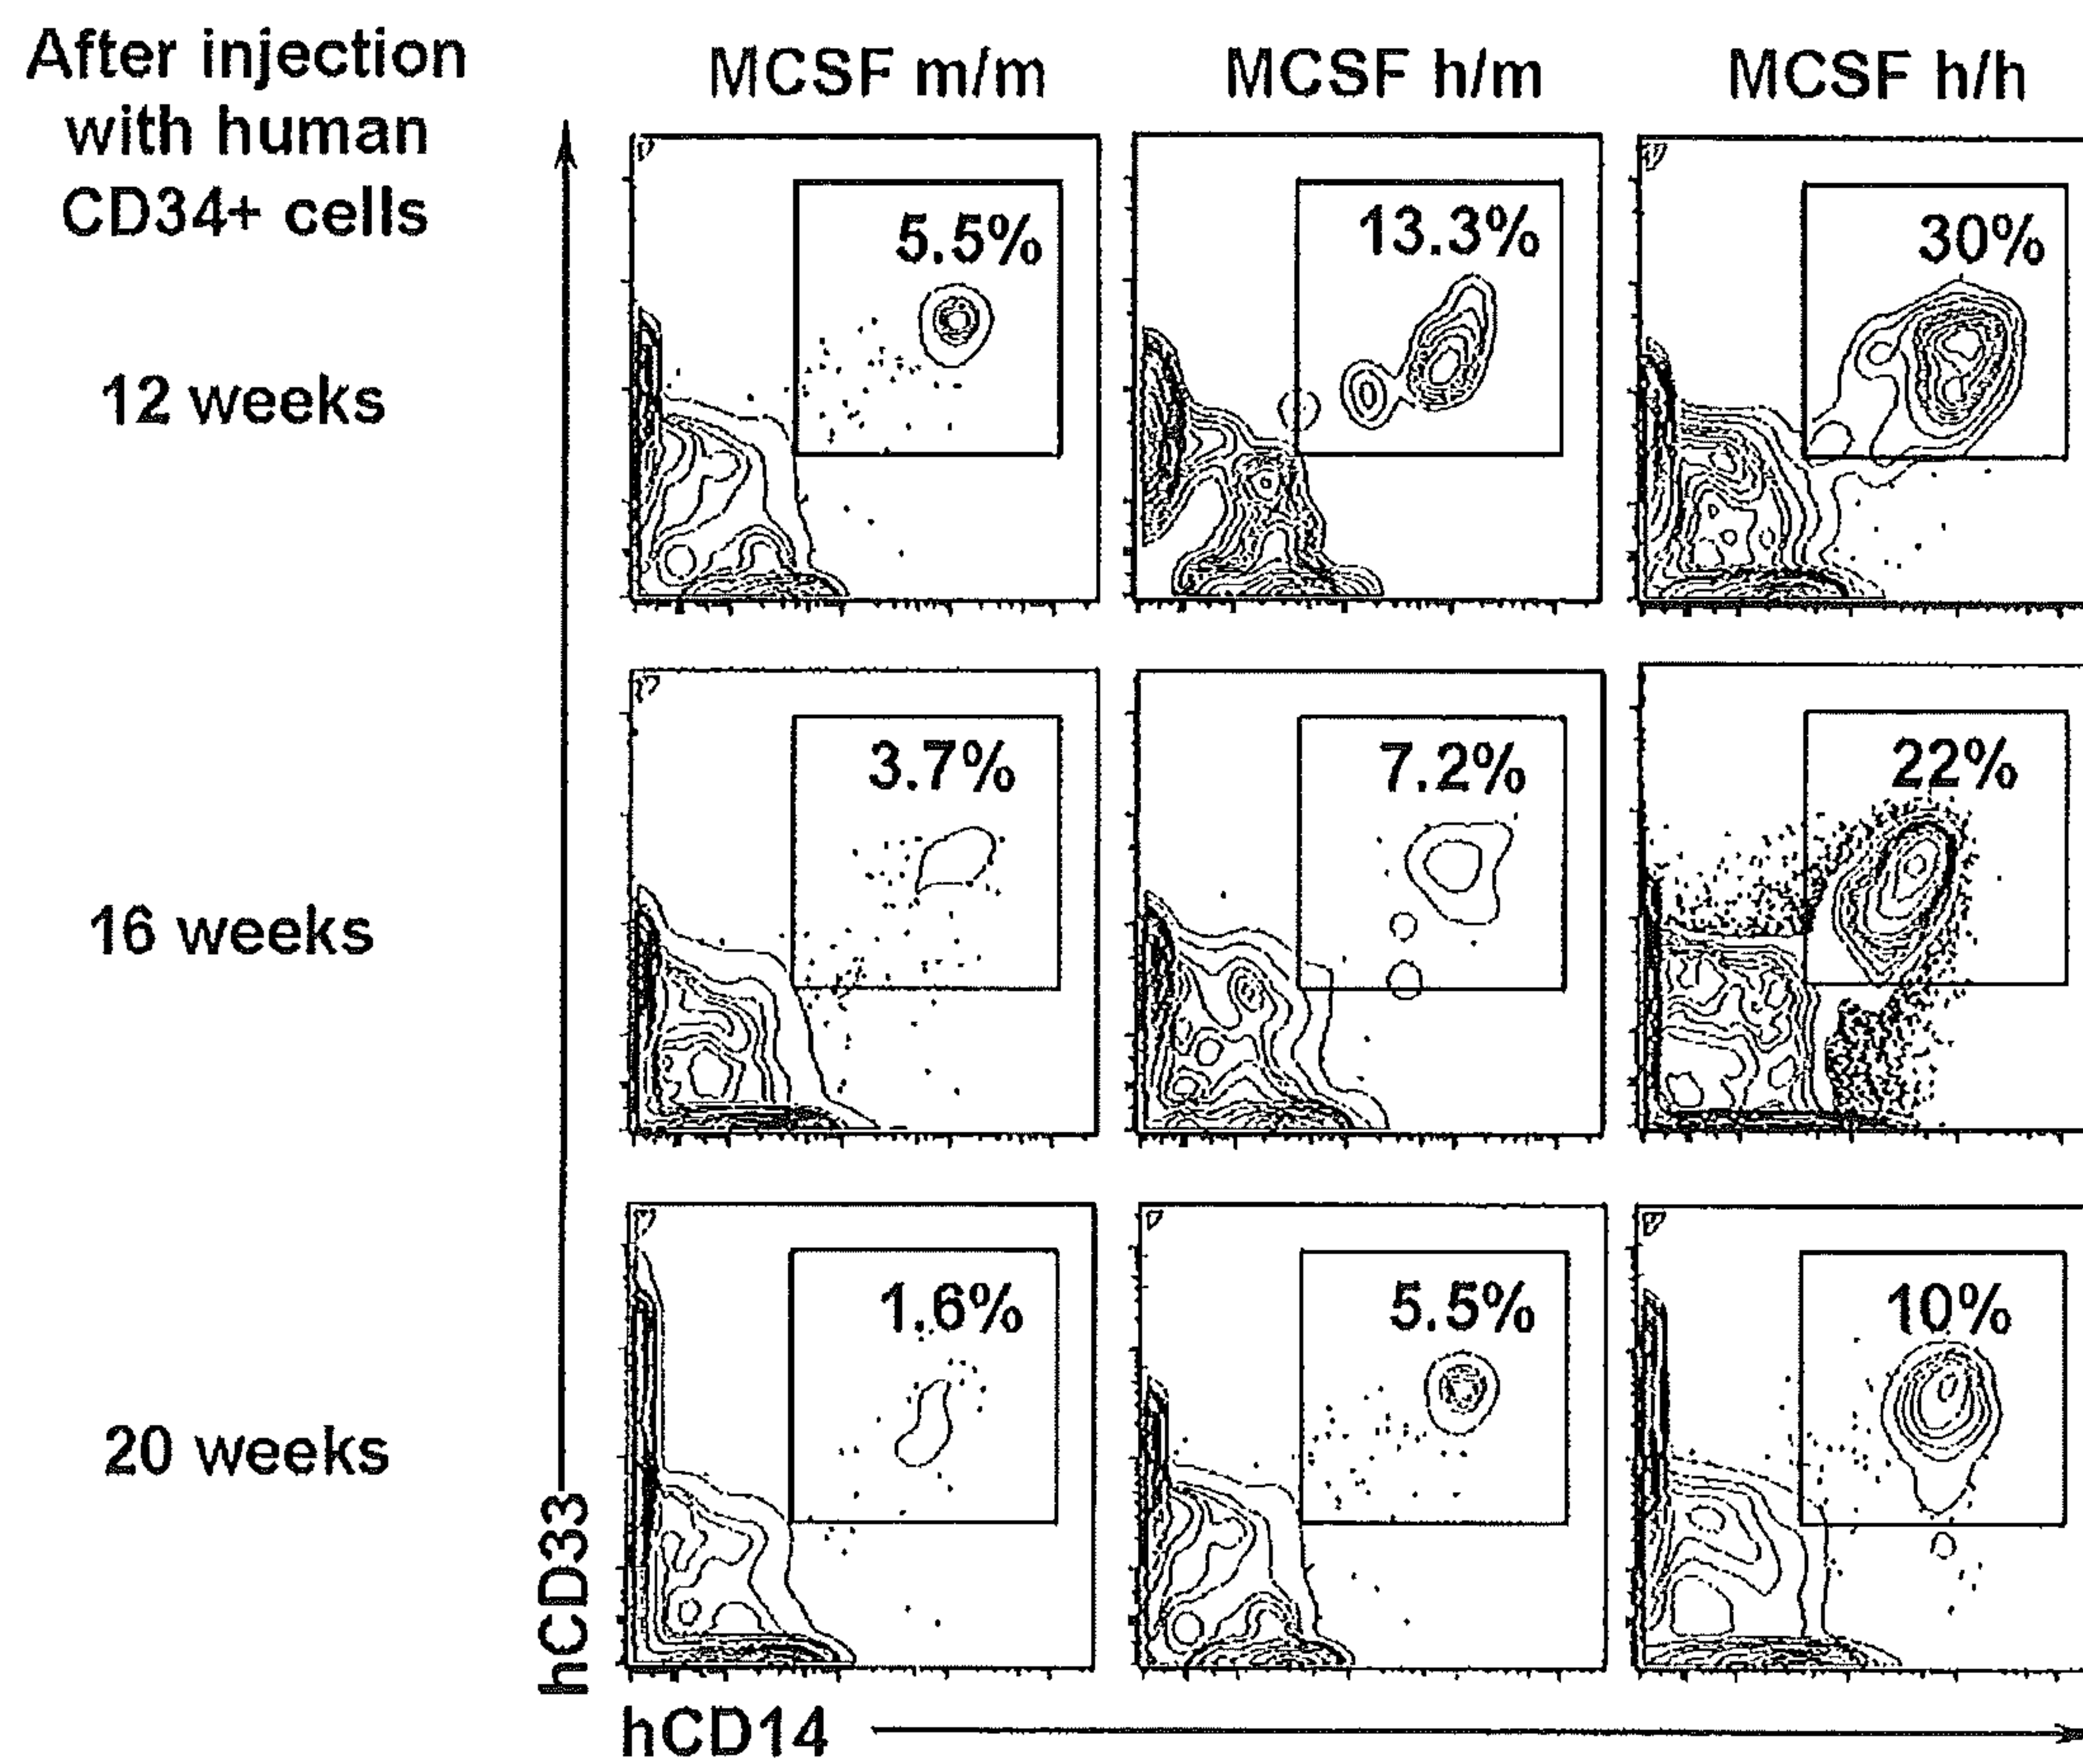 After injection
with human
CD34+ cells
MCSF m/m
MCSF h/m
MCSF h/h
12 weeks
5.5%
13.3%
30%
16 weeks
3.7%
7.2%
22%
20 weeks
1.6%
5.5%
10%
hCD33
hCD14